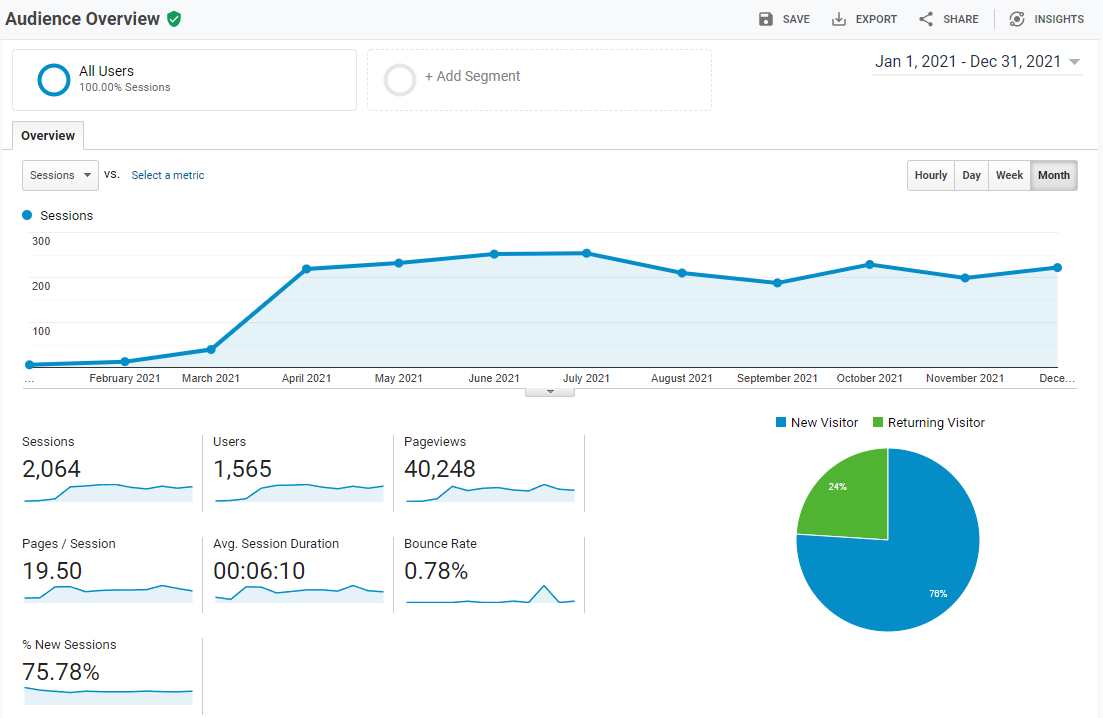 Audience Overview
SAVE EXPORT SHARE INSIGHTS
All Users
100.00% Sessions
+ Add Segment
Jan 1, 2021 - Dec 31, 2021
Overview
Sessions vs. Select a metric
Hourly Day Week Month
Sessions
300
200
100
... February 2021 March 2021 April 2021 May 2021 June 2021 July 2021 August 2021 September 2021 October 2021 November 2021 Dece...
New Visitor Returning Visitor
Sessions
2,064
Users
1,565
Pageviews
40,248
Pages / Session
19.50
Avg. Session Duration
00:06:10
Bounce Rate
0.78%
% New Sessions
75.78%
24%
76%